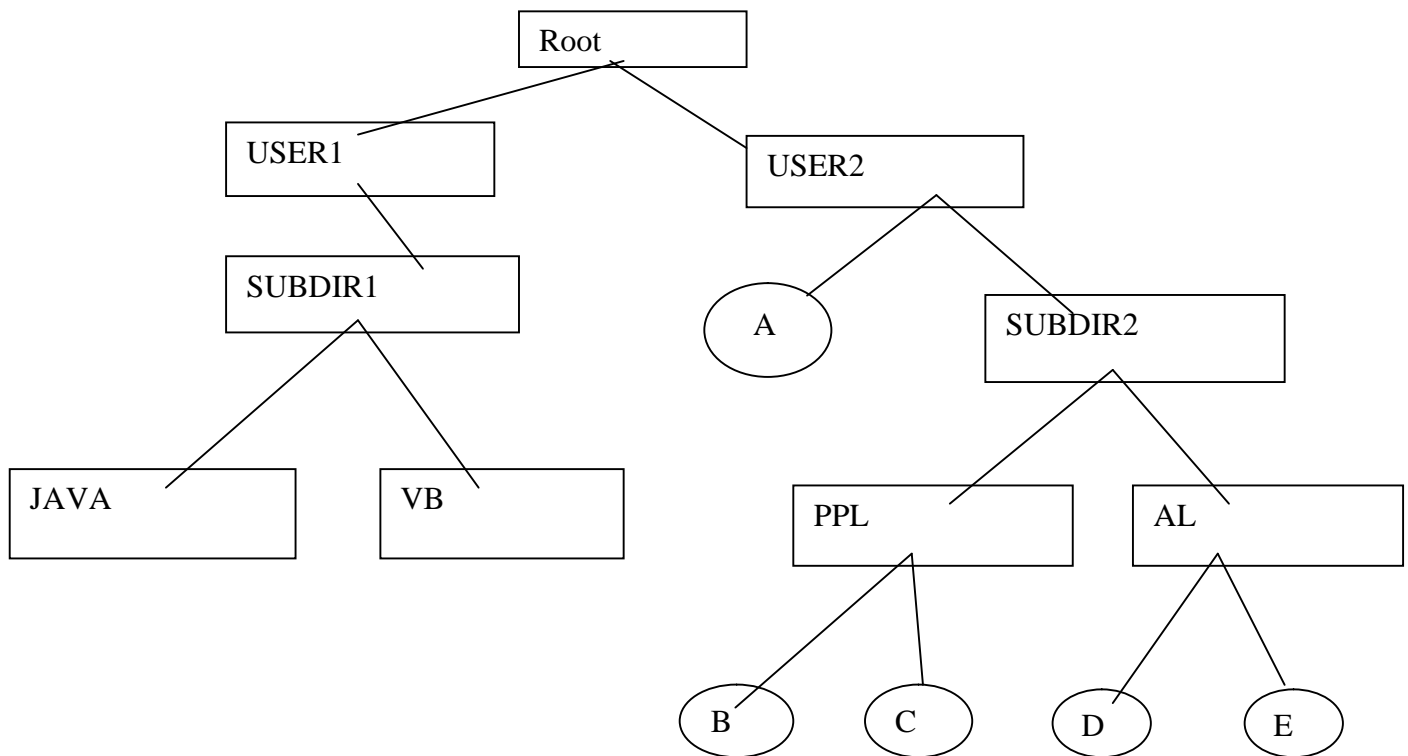 Root
USER1
USER2
SUBDIR1
A
SUBDIR2
JAVA
VB
PPL
AL
B
C
D
E